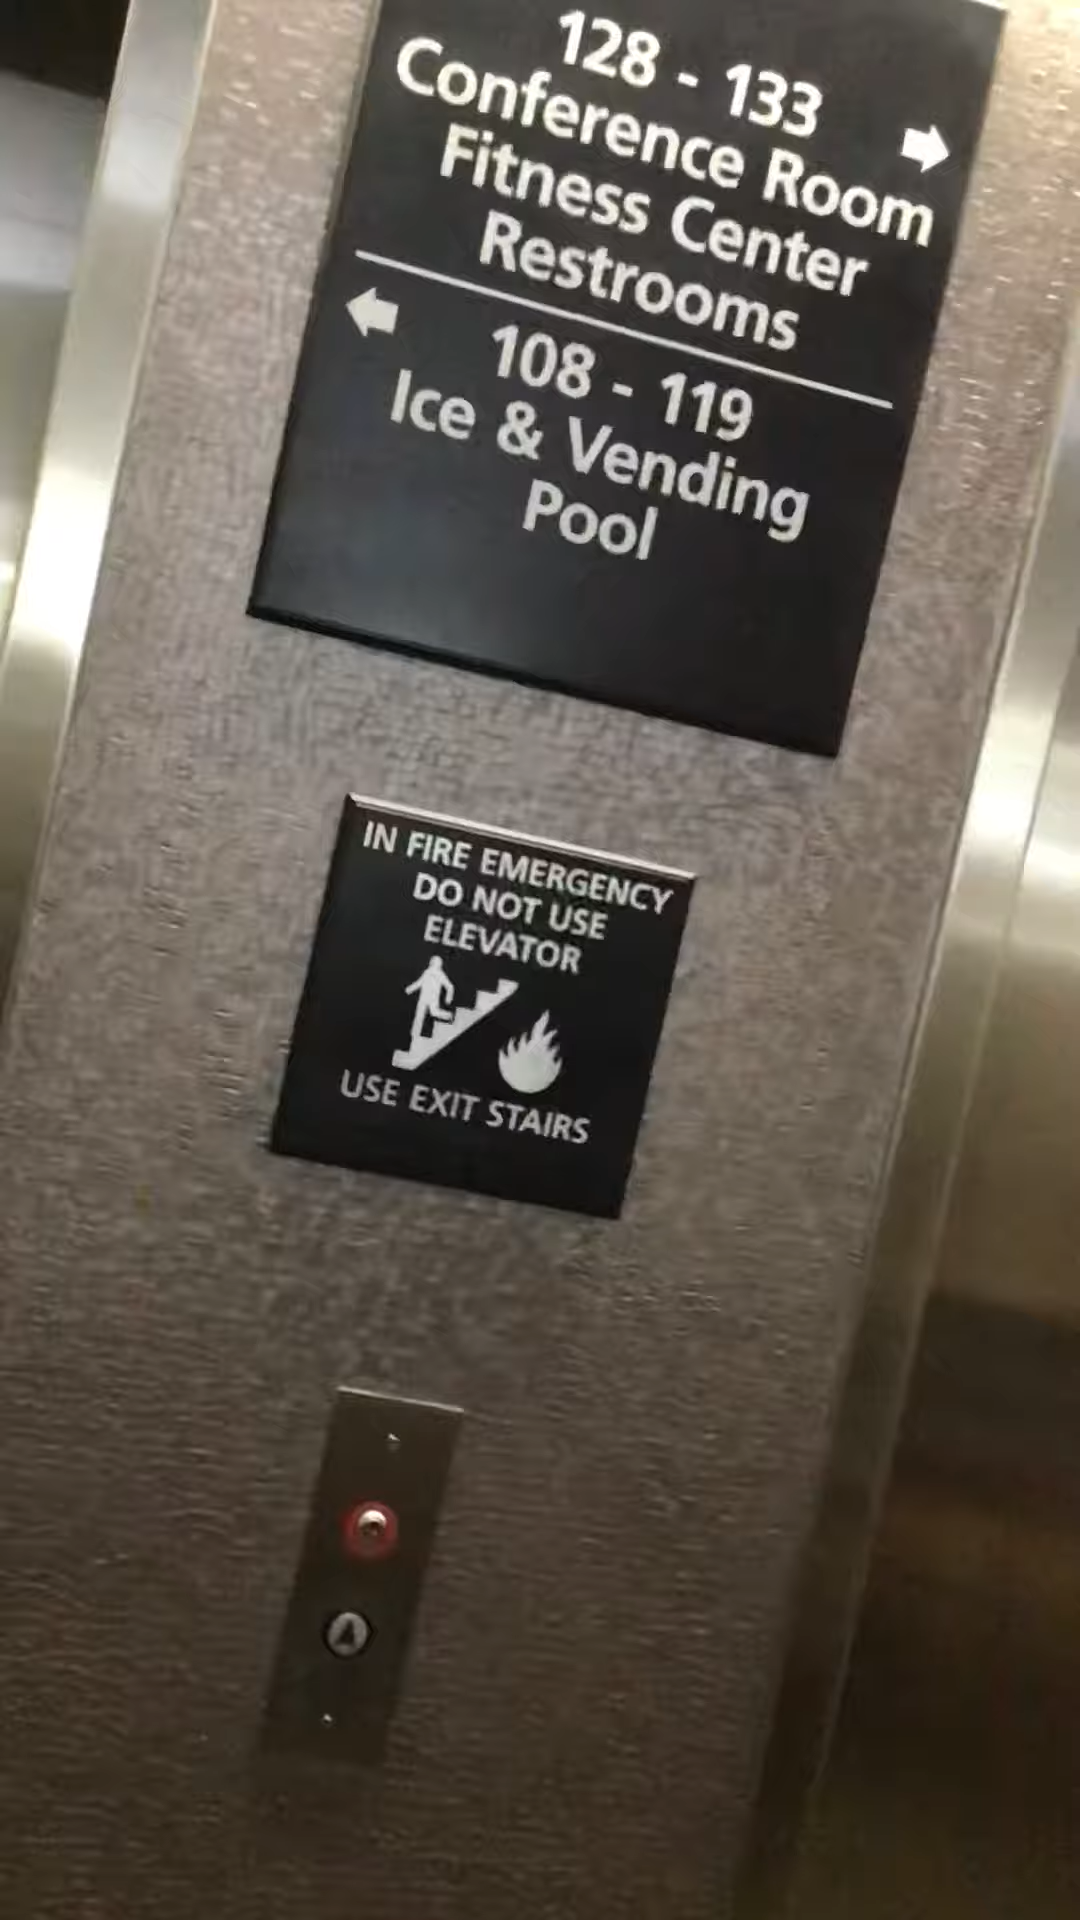 128 - 133
Conference Room
Fitness Center
Restrooms
108 - 119
Ice & Vending
Pool
IN FIRE EMERGENCY
DO NOT USE
ELEVATOR
USE EXIT STAIRS